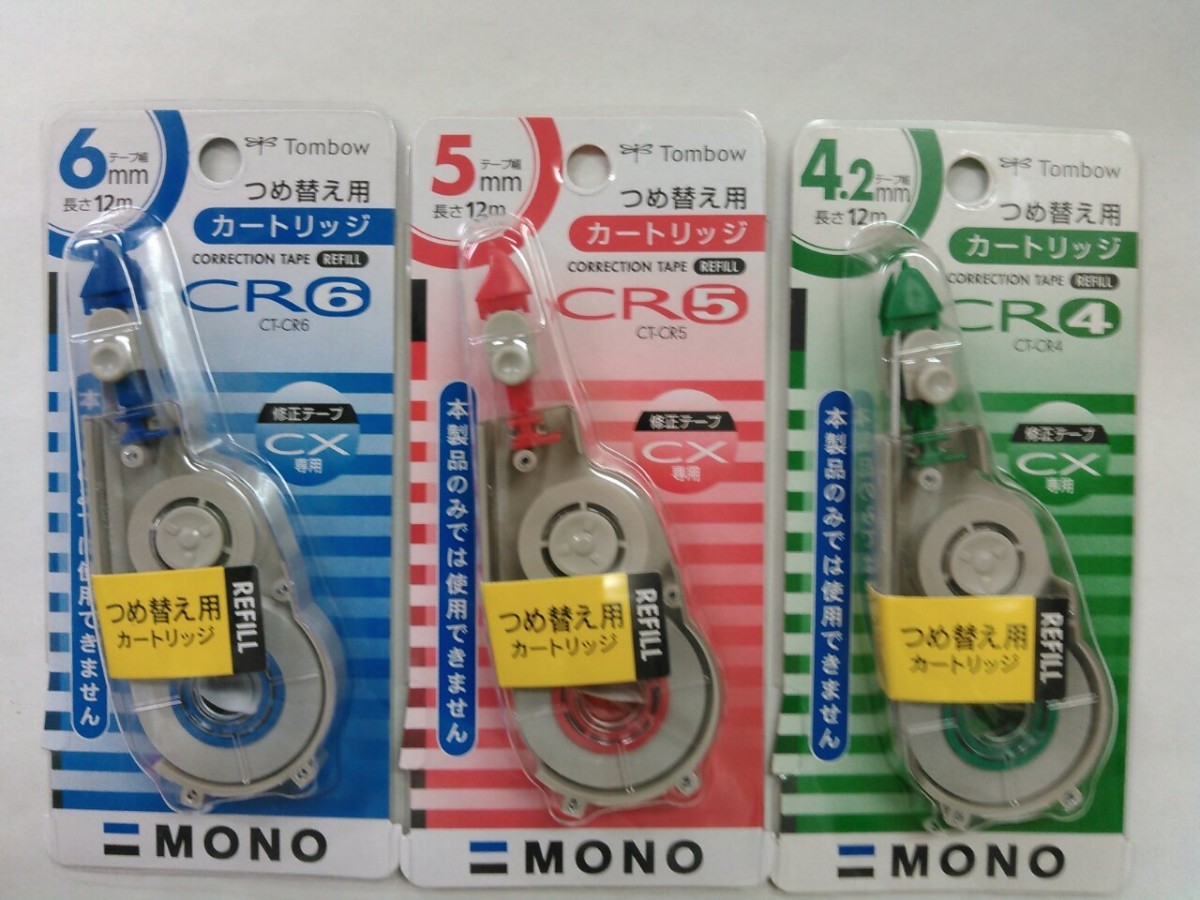 6
テープ幅
mm
長さ12m
Tombow
つめ替え用
カートリッジ
CORRECTION TAPE REFILL
CR6
CT-CR6
修正テープ
CX
専用
使用できません
つめ替え用
カートリッジ
REFILL
MONO
5
テープ幅
mm
長さ12m
Tombow
つめ替え用
カートリッジ
CORRECTION TAPE REFILL
CR5
CT-CR5
修正テープ
CX
専用
本製品のみでは使用できません
つめ替え用
カートリッジ
REFILL
MONO
4.2
テープ幅
mm
長さ12m
Tombow
つめ替え用
カートリッジ
CORRECTION TAPE REFILL
CR4
CT-CR4
修正テープ
CX
専用
本製品のみでは使用できません
つめ替え用
カートリッジ
REFILL
MONO